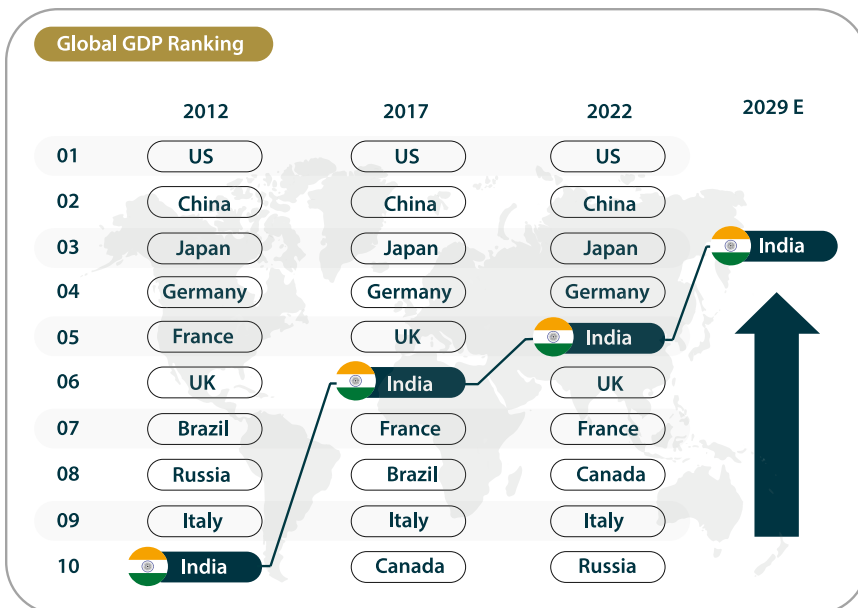 Global GDP Ranking
2012 2017 2022 2029 E
01 US US US
02 China China China
03 Japan Japan Japan India
04 Germany Germany Germany
05 France UK India
06 UK India UK
07 Brazil France France
08 Russia Brazil Canada
09 Italy Italy Italy
10 India Canada Russia